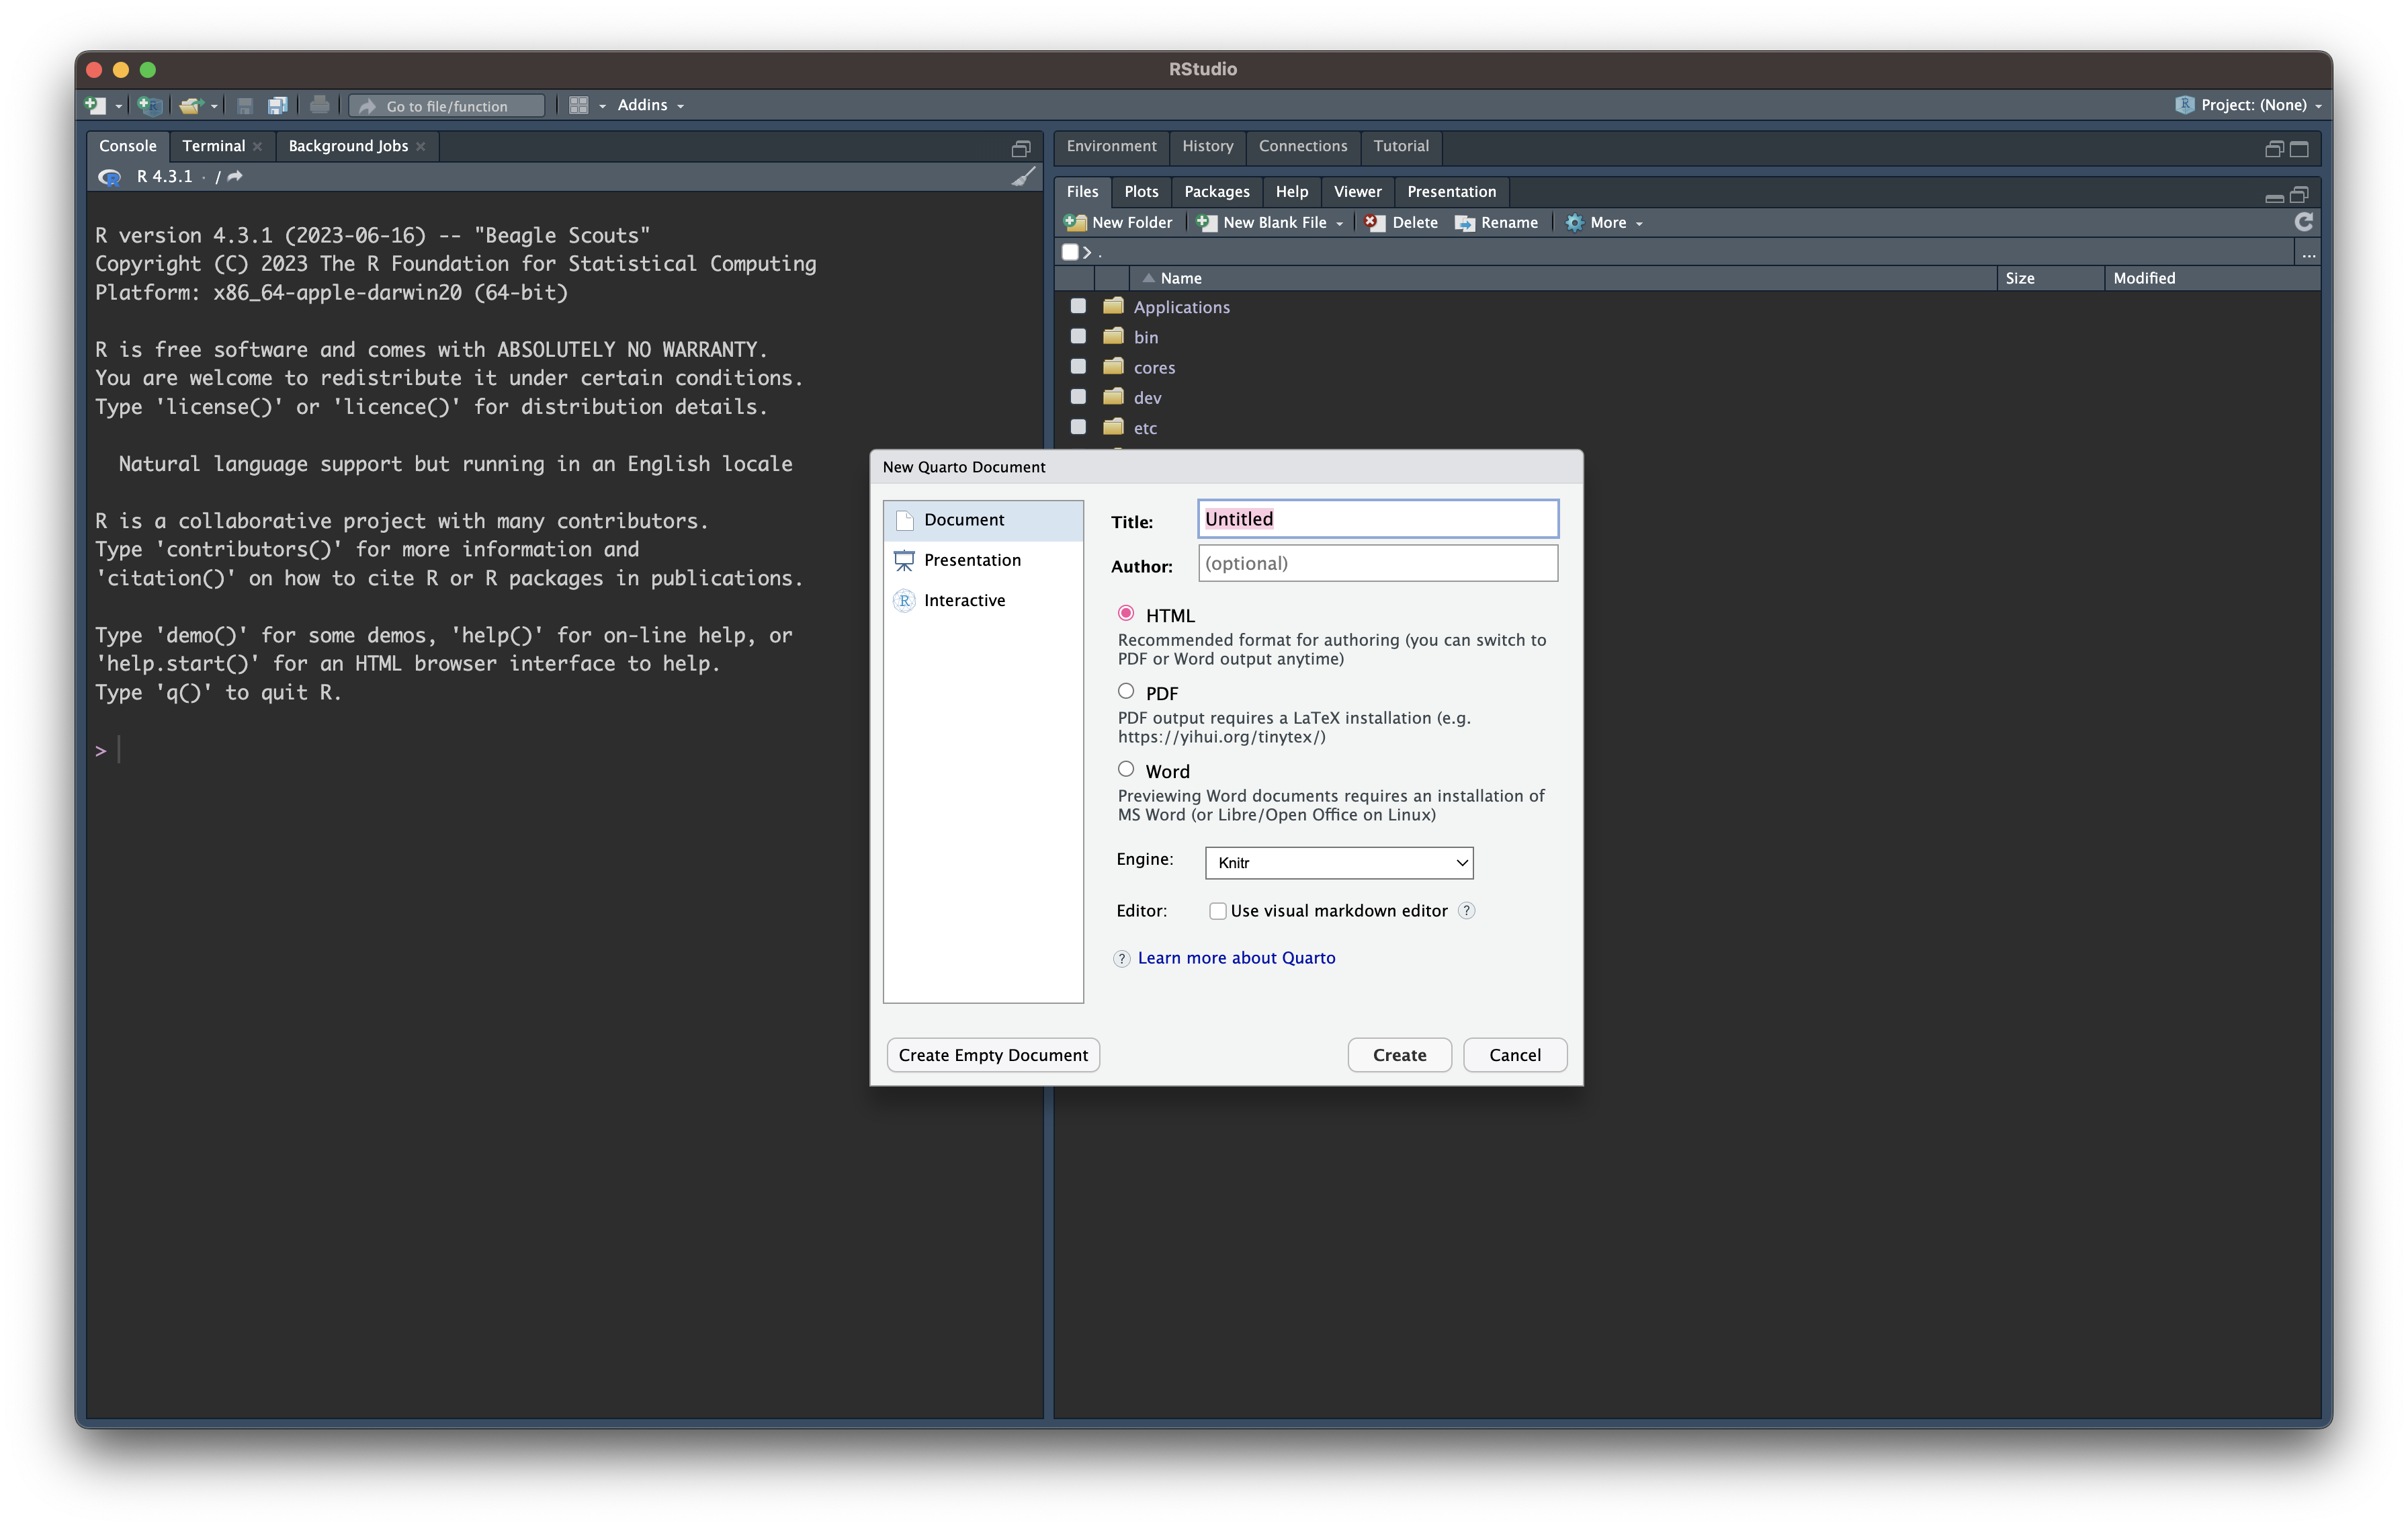 RStudio
Go to file/function
Addins
Project: (None)
Console
Terminal
Background Jobs
R 4.3.1 · /
R version 4.3.1 (2023-06-16) -- "Beagle Scouts"
Copyright (C) 2023 The R Foundation for Statistical Computing
Platform: x86_64-apple-darwin20 (64-bit)
R is free software and comes with ABSOLUTELY NO WARRANTY.
You are welcome to redistribute it under certain conditions.
Type 'license()' or 'licence()' for distribution details.
Natural language support but running in an English locale
R is a collaborative project with many contributors.
Type 'contributors()' for more information and
'citation()' on how to cite R or R packages in publications.
Type 'demo()' for some demos, 'help()' for on-line help, or
'help.start()' for an HTML browser interface to help.
Type 'q()' to quit R.
>
Environment
History
Connections
Tutorial
Files
Plots
Packages
Help
Viewer
Presentation
New Folder
New Blank File
Delete
Rename
More
.
...
Name
Size
Modified
Applications
bin
cores
dev
etc
New Quarto Document
Document
Presentation
Interactive
Title:
Untitled
Author:
(optional)
HTML
Recommended format for authoring (you can switch to
PDF or Word output anytime)
PDF
PDF output requires a LaTeX installation (e.g.
https://yihui.org/tinytex/)
Word
Previewing Word documents requires an installation of
MS Word (or Libre/Open Office on Linux)
Engine:
Knitr
Editor:
Use visual markdown editor ?
? Learn more about Quarto
Create Empty Document
Create
Cancel